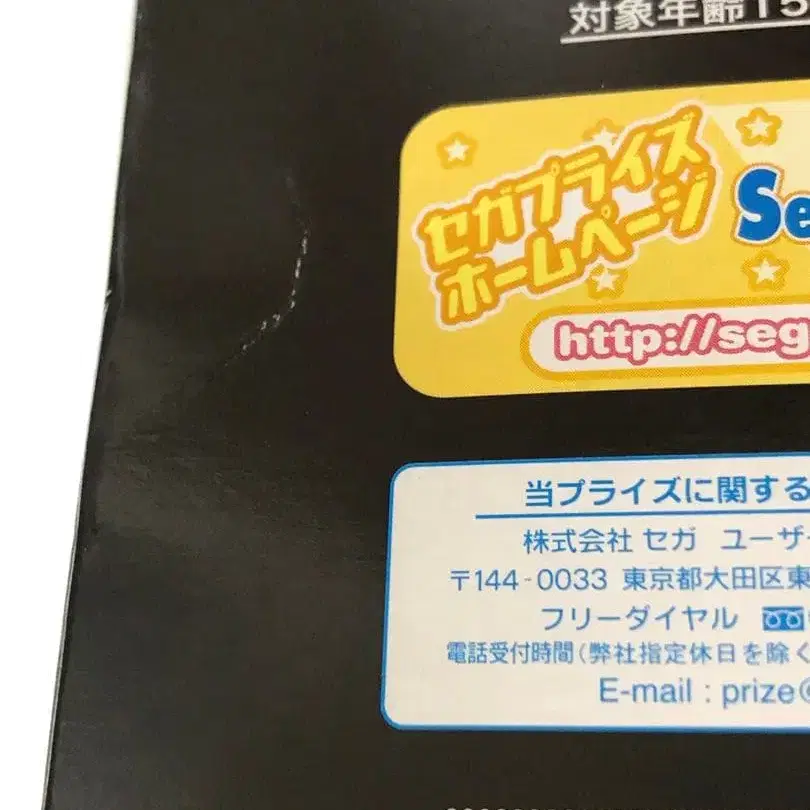 対象年齢15
セガプライズ
ホームページ
Se
http://seg
当プライズに関する
株式会社 セガ ユーザ
〒144-0033 東京都大田区東
フリーダイヤル
電話受付時間(弊社指定休日を除く
E-mail : prize@